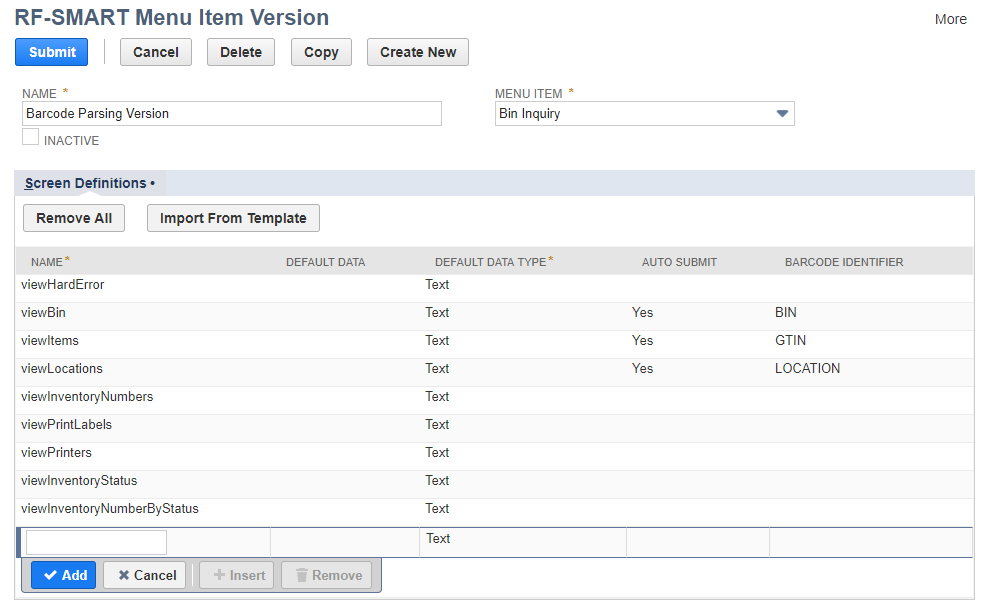 RF-SMART Menu Item Version
More
Submit Cancel Delete Copy Create New
NAME * MENU ITEM *
Barcode Parsing Version Bin Inquiry
INACTIVE
Screen Definitions •
Remove All Import From Template
NAME* DEFAULT DATA DEFAULT DATA TYPE* AUTO SUBMIT BARCODE IDENTIFIER
viewHardError Text
viewBin Text Yes BIN
viewItems Text Yes GTIN
viewLocations Text Yes LOCATION
viewInventoryNumbers Text
viewPrintLabels Text
viewPrinters Text
viewInventoryStatus Text
viewInventoryNumberByStatus Text
Text
Add Cancel Insert Remove